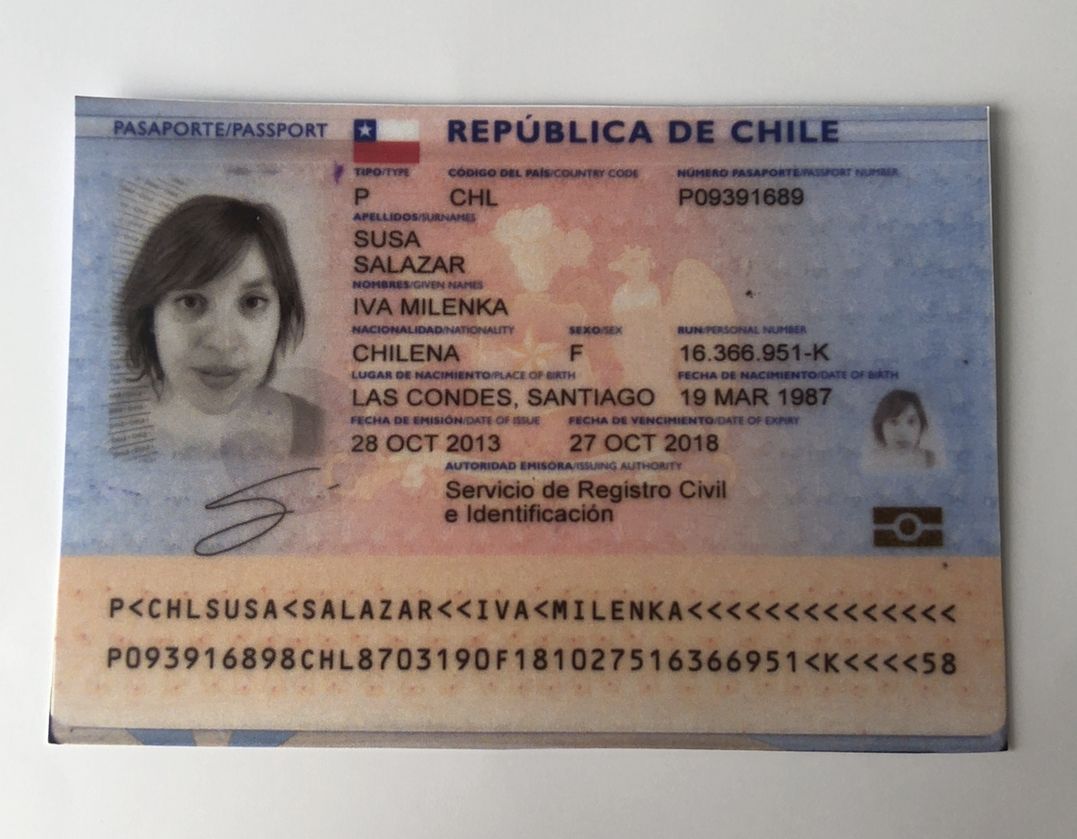 PASAPORTE/PASSPORT
REPÚBLICA DE CHILE
TIPO/TYPE CÓDIGO DEL PAÍS/COUNTRY CODE NÚMERO PASAPORTE/PASSPORT NUMBER
P CHL P09391689
APELLIDOS/SURNAMES
SUSA
SALAZAR
NOMBRES/GIVEN NAMES
IVA MILENKA
NACIONALIDAD/NATIONALITY SEXO/SEX RUN/PERSONAL NUMBER
CHILENA F 16.366.951-K
LUGAR DE NACIMIENTO/PLACE OF BIRTH FECHA DE NACIMIENTO/DATE OF BIRTH
LAS CONDES, SANTIAGO 19 MAR 1987
FECHA DE EMISIÓN/DATE OF ISSUE FECHA DE VENCIMIENTO/DATE OF EXPIRY
28 OCT 2013 27 OCT 2018
AUTORIDAD EMISORA/ISSUING AUTHORITY
Servicio de Registro Civil
e Identificación
P<CHLSUSA<SALAZAR<<IVA<MILENKA<<<<<<<<<<<<<<
P093916898CHL8703190F181027516366951<K<<<<58